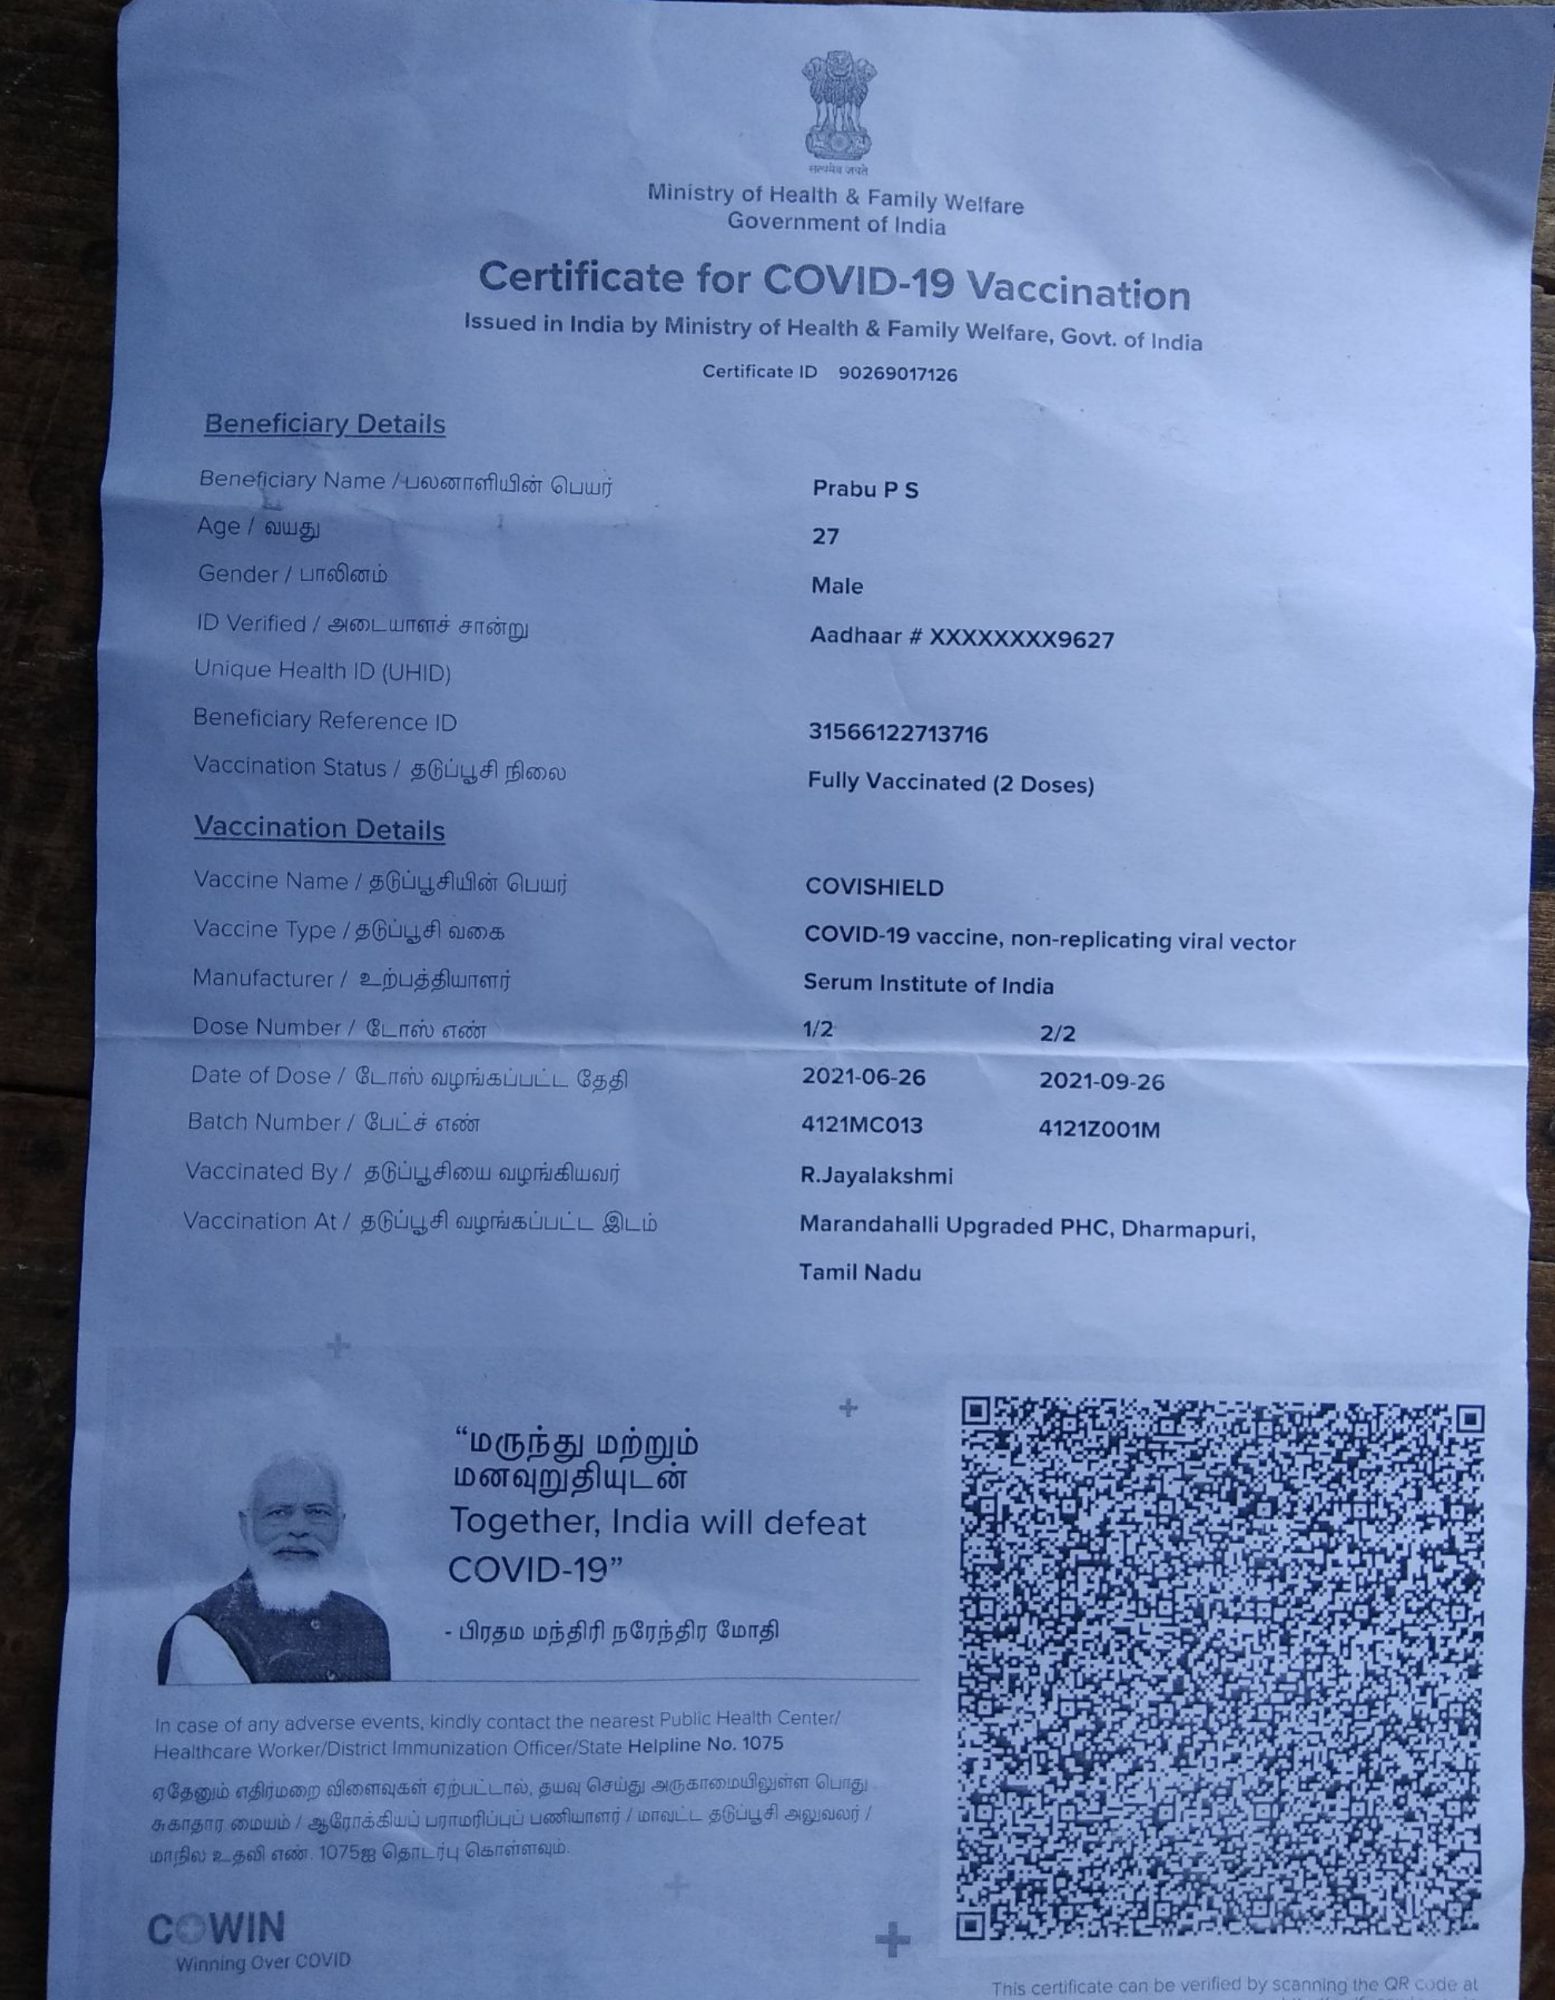 सत्यमेव जयते
Ministry of Health & Family Welfare
Government of India
Certificate for COVID-19 Vaccination
Issued in India by Ministry of Health & Family Welfare, Govt. of India
Certificate ID 90269017126
Beneficiary Details
Beneficiary Name / பலனாளியின் பெயர் Prabu P S
Age / வயது 27
Gender / பாலினம் Male
ID Verified / அடையாளச் சான்று Aadhaar # XXXXXXXX9627
Unique Health ID (UHID)
Beneficiary Reference ID 31566122713716
Vaccination Status / தடுப்பூசி நிலை Fully Vaccinated (2 Doses)
Vaccination Details
Vaccine Name / தடுப்பூசியின் பெயர் COVISHIELD
Vaccine Type / தடுப்பூசி வகை COVID-19 vaccine, non-replicating viral vector
Manufacturer / உற்பத்தியாளர் Serum Institute of India
Dose Number / டோஸ் எண் 1/2 2/2
Date of Dose / டோஸ் வழங்கப்பட்ட தேதி 2021-06-26 2021-09-26
Batch Number / பேட்ச் எண் 4121MC013 4121Z001M
Vaccinated By / தடுப்பூசியை வழங்கியவர் R.Jayalakshmi
Vaccination At / தடுப்பூசி வழங்கப்பட்ட இடம் Marandahalli Upgraded PHC, Dharmapuri,
Tamil Nadu
“மருந்து மற்றும்
மனவுறுதியுடன்
Together, India will defeat
COVID-19”
- பிரதம மந்திரி நரேந்திர மோதி
In case of any adverse events, kindly contact the nearest Public Health Center/
Healthcare Worker/District Immunization Officer/State Helpline No. 1075
ஏதேனும் எதிர்மறை விளைவுகள் ஏற்பட்டால், தயவு செய்து அருகாமையிலுள்ள பொது
சுகாதார மையம் / ஆரோக்கியப் பராமரிப்புப் பணியாளர் / மாவட்ட தடுப்பூசி அலுவலர் /
மாநில உதவி எண். 1075ஐ தொடர்பு கொள்ளவும்.
COWIN
Winning Over COVID
This certificate can be verified by scanning the QR code at